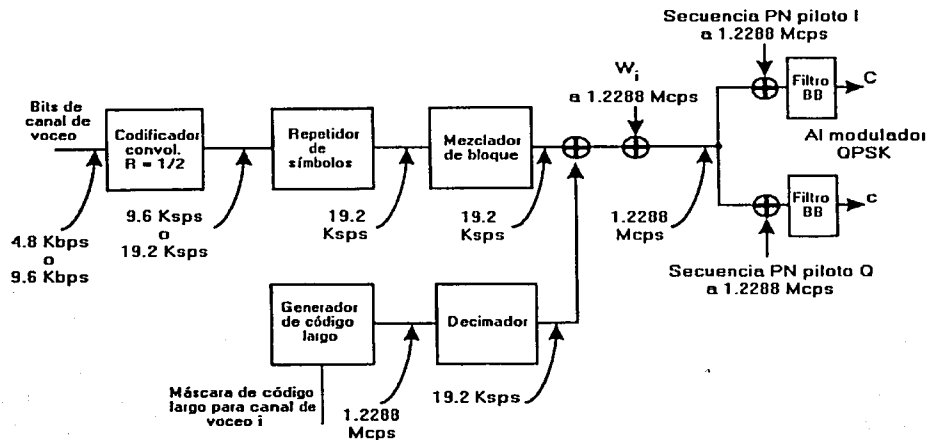 Secuencia PN piloto I
a 1.2288 Mcps
W i
a 1.2288 Mcps
Filtro
BB
C
Bits de
canal de
voceo
Codificador
convol.
R = 1/2
Repetidor
de
símbolos
Mezclador
de bloque
Al modulador
QPSK
Filtro
BB
c
4.8 Kbps
o
9.6 Kbps
9.6 Ksps
o
19.2 Ksps
19.2
Ksps
19.2
Ksps
1.2288
Mcps
Secuencia PN piloto Q
a 1.2288 Mcps
Generador
de código
largo
Decimador
Máscara de código
largo para canal de
voceo i
1.2288
Mcps
19.2 Ksps